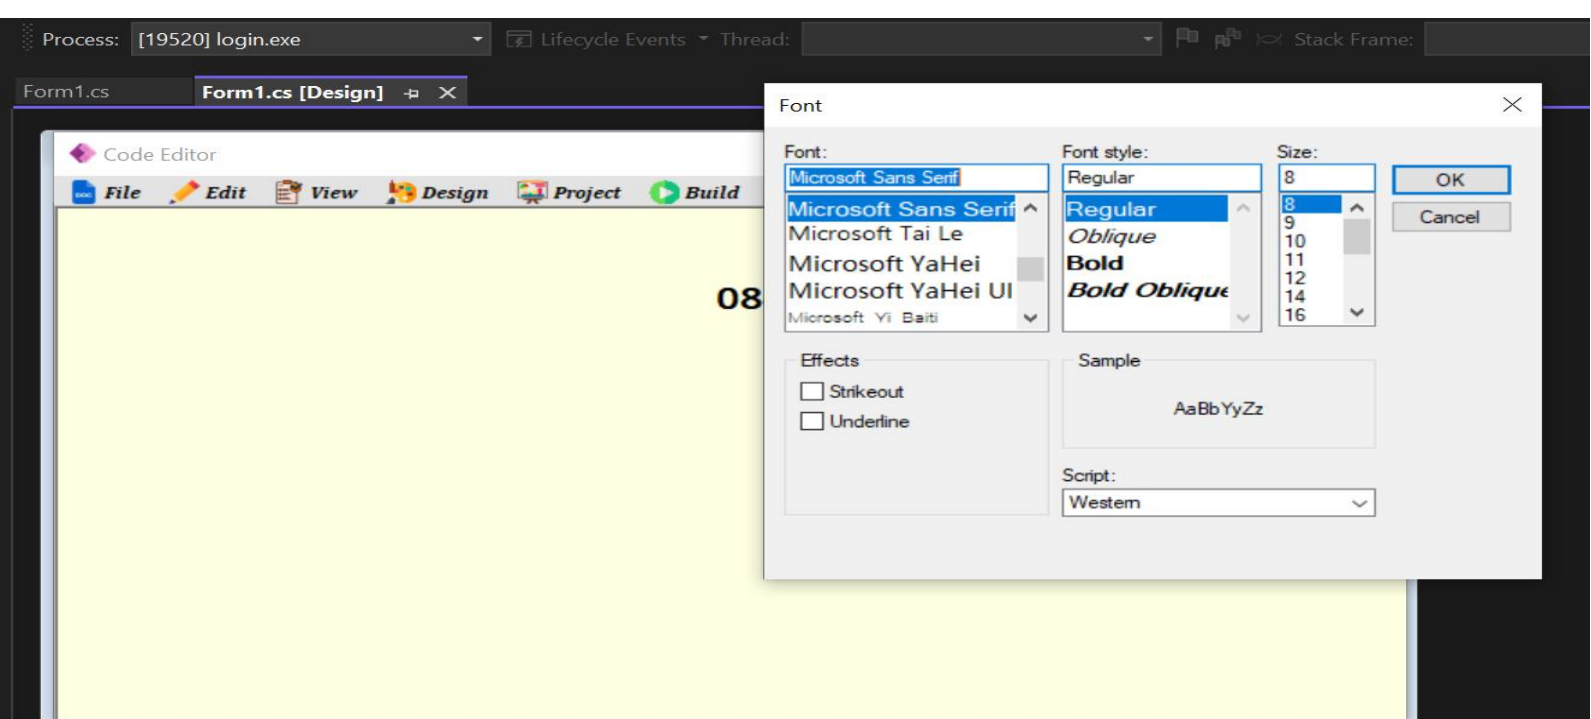 Process: [19520] login.exe Lifecycle Events Thread: Stack Frame:
Form1.cs Form1.cs [Design]
Code Editor
File Edit View Design Project Build
08
Font
Font: Font style: Size:
Microsoft Sans Serif Regular 8 OK
Microsoft Sans Serif Regular 8
Microsoft Tai Le Oblique 9 Cancel
Microsoft YaHei Bold 10
Microsoft YaHei UI Bold Oblique 11
Microsoft Yi Baiti 12
14
16
Effects Sample
Strikeout AaBbYyZz
Underline
Script:
Western